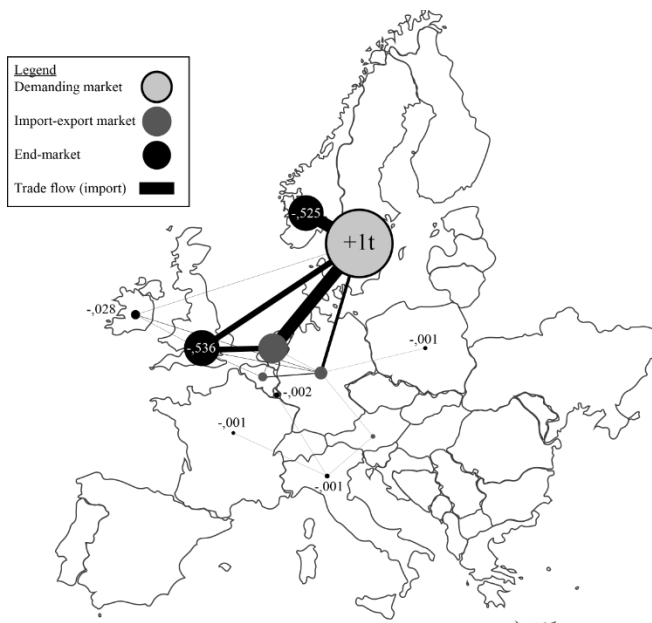 Legend
Demanding market
Import-export market
End-market
Trade flow (import)
-,525
+1t
-,028
-,536
-,001
-,002
-,001
-,001